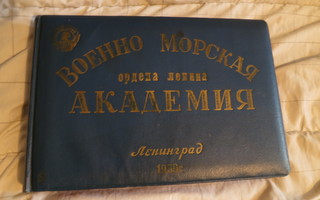 ВОЕННО МОРСКАЯ
ордена ленина
АКАДЕМИЯ
Ленинград